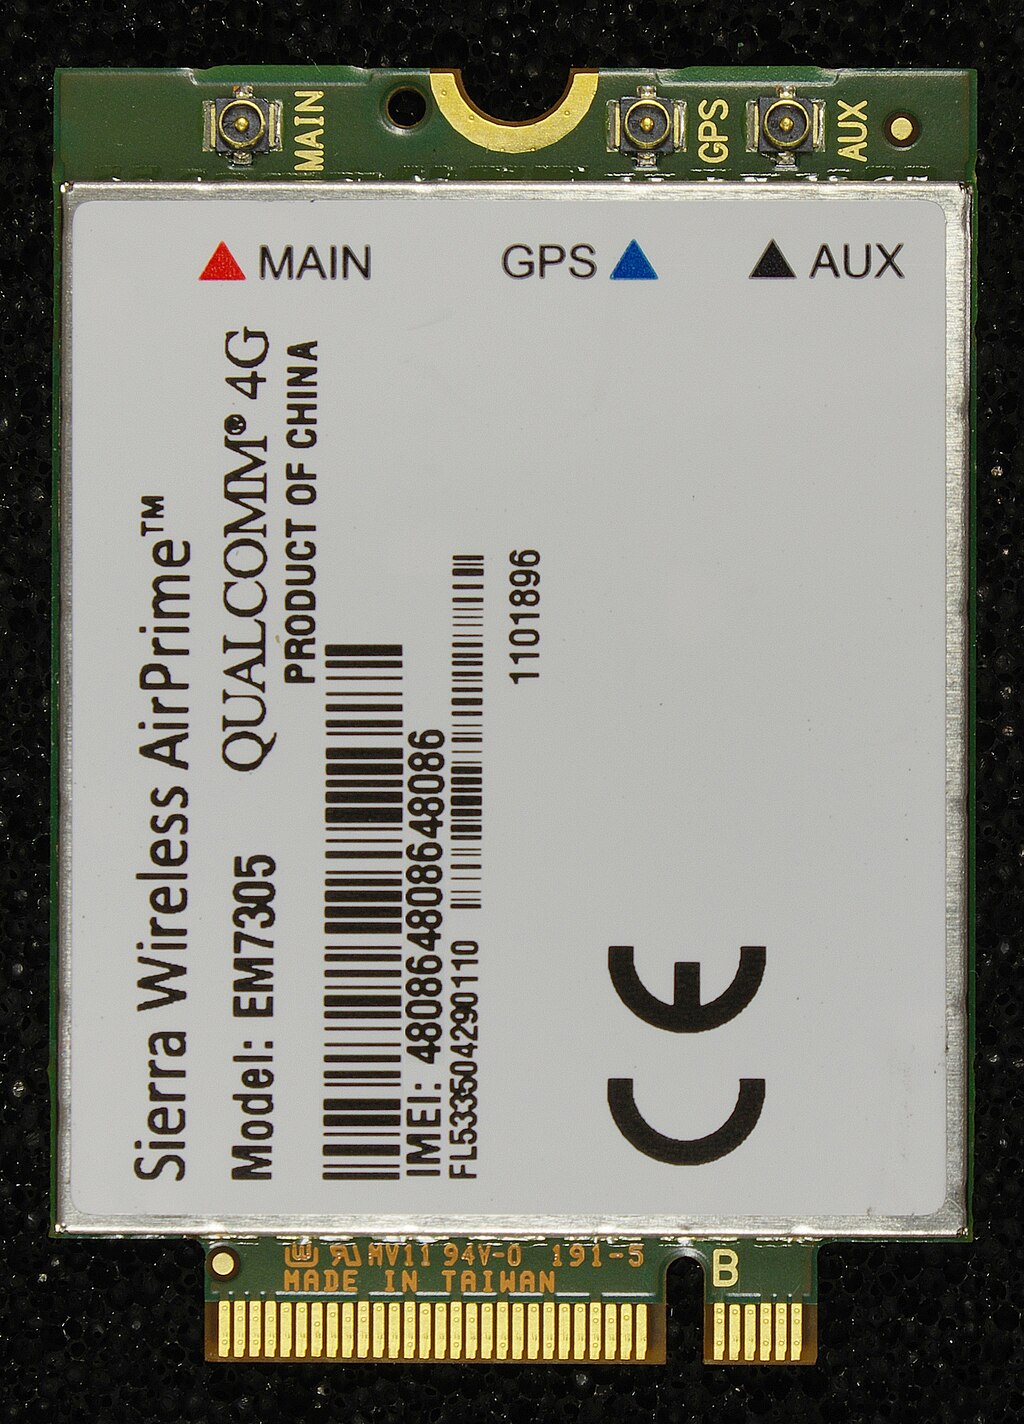 MAIN
GPS
AUX
MAIN
GPS
AUX
Sierra Wireless AirPrime™
Model: EM7305
QUALCOMM® 4G
PRODUCT OF CHINA
IMEI: 480864808648086
FL533504290110
1101896
CE
MV11 94V-0 191-5
MADE IN TAIWAN
B